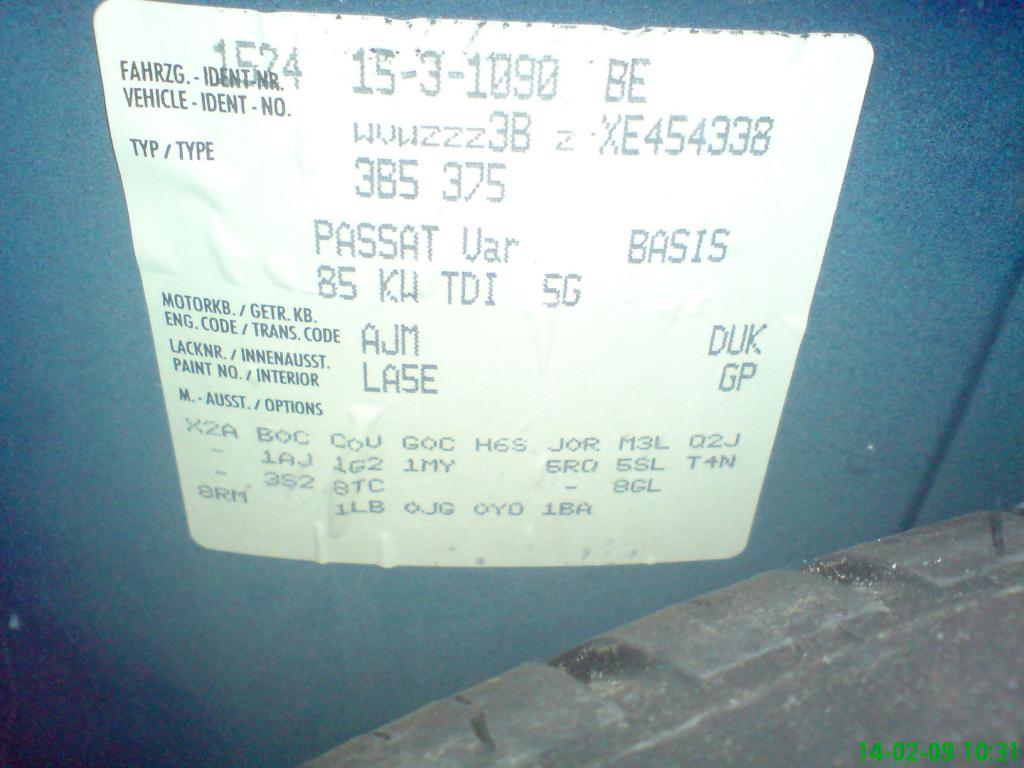 1524 15-3-1090 BE
FAHRZG. - IDENT-NR.
VEHICLE - IDENT - NO. WVWZZZ3B Z XE454338
TYP / TYPE 3B5 375
PASSAT Var BASIS
85 KW TDI 5G
MOTORKB. / GETR. KB.
ENG. CODE / TRANS. CODE AJM DUK
LACKNR. / INNENAUSST.
PAINT NO. / INTERIOR LA5E GP
M. - AUSST. / OPTIONS
X2A B0C C0V G0C H6S J0R M3L Q2J
- 1AJ 1G2 1MY 5RQ 5SL T4N
- 3S2 8TC - 8GL
8RM 1LB 0JG 0YD 1BA
14-02-09 10:31